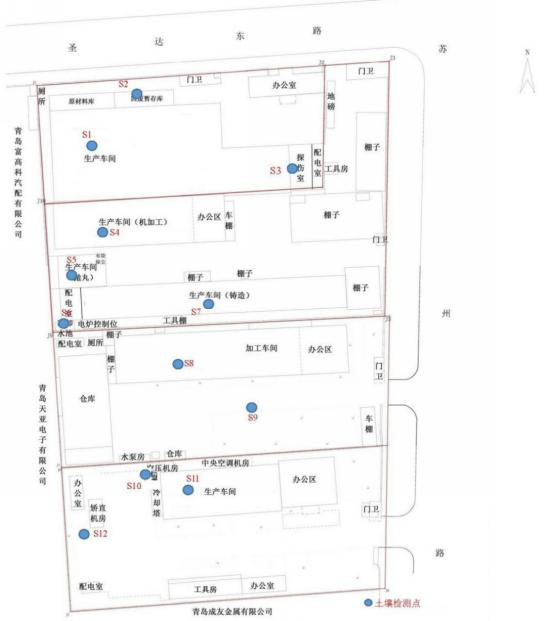 圣达东路
苏州路
N
厕所
S2
原材料库
暂存库
门卫
办公室
门卫
地磅
S1
生产车间
S3
探伤室
配电室
工具房
棚子
青岛富高科汽配有限公司
生产车间（机加工）
S4
办公区
车棚
棚子
门卫
S5
生产车间
棚子
棚子
棚子
生产车间（铸造）
S7
配电室
S6
水池
电炉控制位
工具棚
配电室
厕所
棚子
棚子
加工车间
办公区
S8
门卫
仓库
S9
车棚
青岛天亚电子有限公司
水泵房
仓库
空压机房
中央空调机房
S10
冷却塔
S11
生产车间
办公区
办公室
矫直机房
门卫
S12
配电室
工具房
办公室
青岛成友金属有限公司
土壤检测点